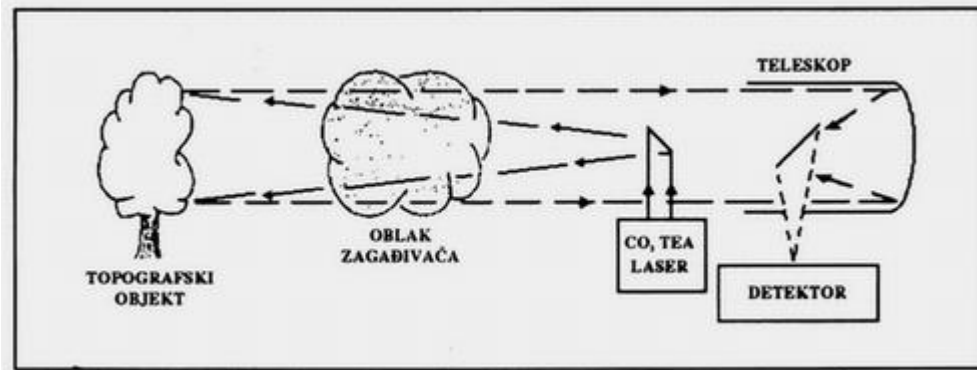 TELESKOP
OBLAK
ZAGAĐIVAČA
CO, TEA
LASER
TOPOGRAFSKI
OBJEKT
DETEKTOR